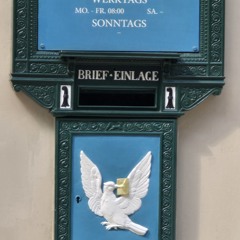 WERKTAGS
MO. - FR. 08:00 SA. -
SONNTAGS -
BRIEF·EINLAGE